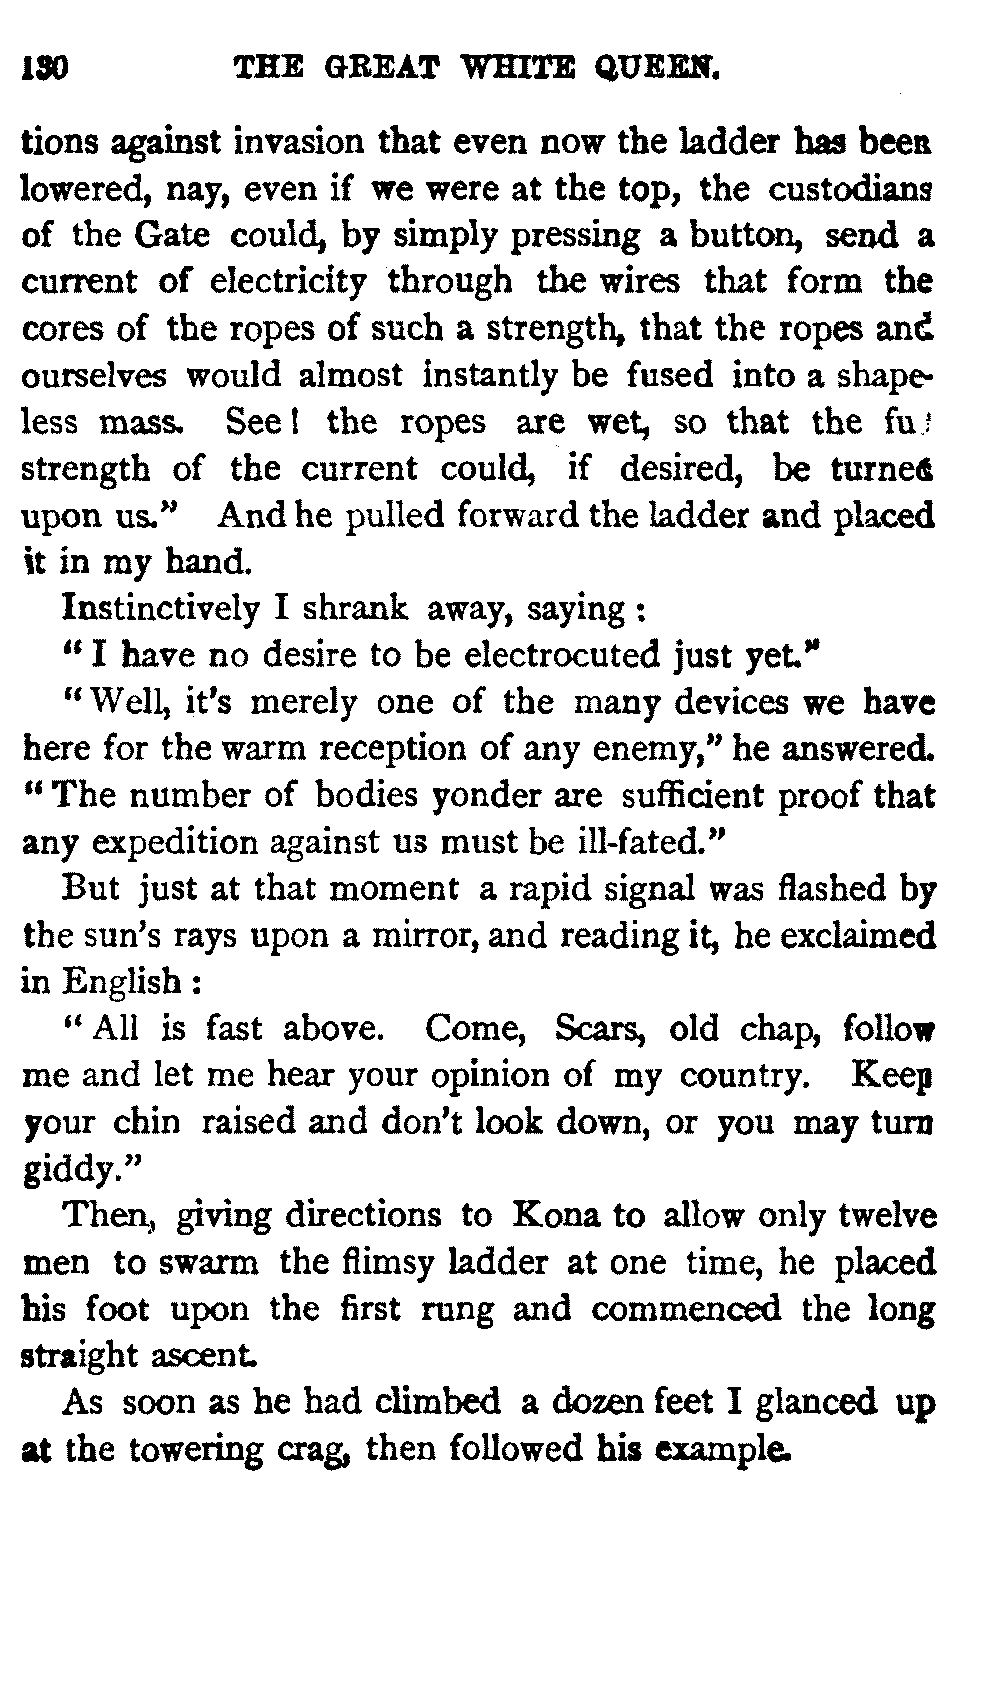 130 THE GREAT WHITE QUEEN.
tions against invasion that even now the ladder has been
lowered, nay, even if we were at the top, the custodians
of the Gate could, by simply pressing a button, send a
current of electricity through the wires that form the
cores of the ropes of such a strength, that the ropes and
ourselves would almost instantly be fused into a shape-
less mass. See! the ropes are wet, so that the
strength of the current could, if desired, be turned
upon us.” And he pulled forward the ladder and placed
it in my hand.
Instinctively I shrank away, saying :
“ I have no desire to be electrocuted just yet.”
“ Well, it's merely one of the many devices we have
here for the warm reception of any enemy,” he answered.
“ The number of bodies yonder are sufficient proof that
any expedition against us must be ill-fated.”
But just at that moment a rapid signal was flashed by
the sun's rays upon a mirror, and reading it, he exclaimed
in English :
“ All is fast above. Come, Scars, old chap, follow
me and let me hear your opinion of my country. Keep
your chin raised and don't look down, or you may turn
giddy.”
Then, giving directions to Kona to allow only twelve
men to swarm the flimsy ladder at one time, he placed
his foot upon the first rung and commenced the long
straight ascent.
As soon as he had climbed a dozen feet I glanced up
at the towering crag, then followed his example.